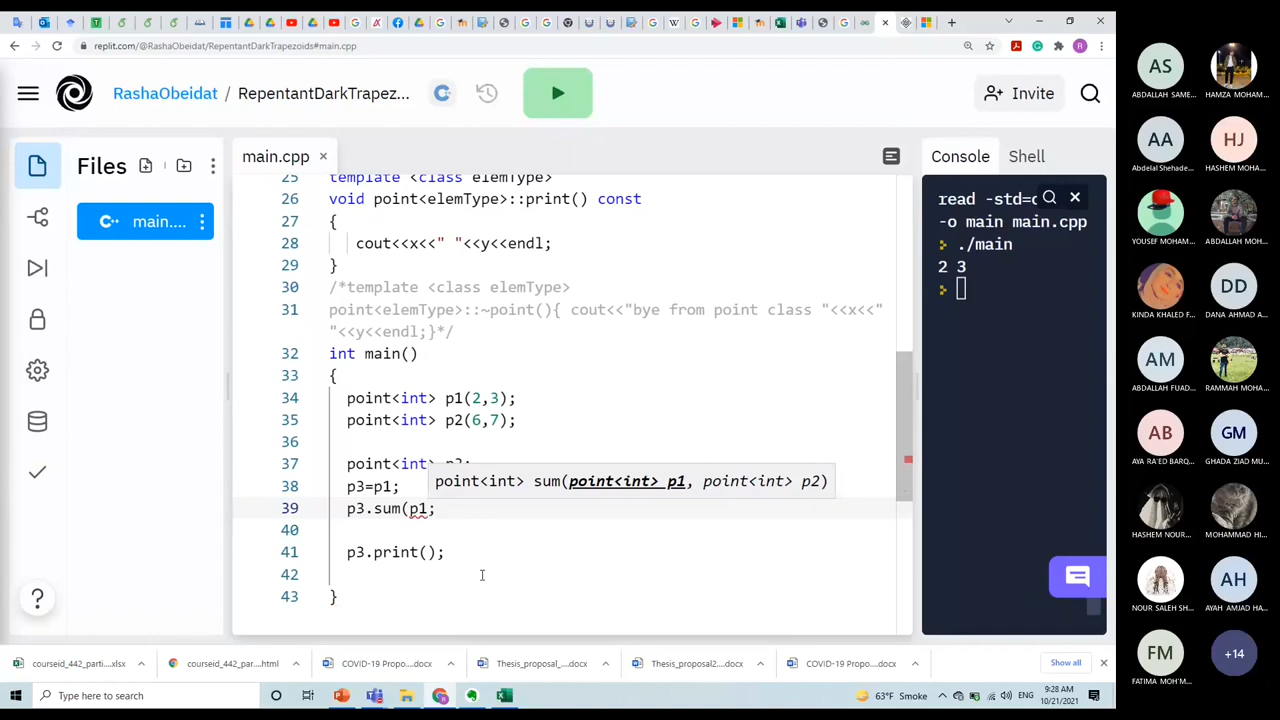 replit.com/@RashaObeidat/RepentantDarkTrapezoids#main.cpp
RashaObeidat / RepentantDarkTrapez...
Invite
Files
main....
main.cpp
Console
Shell
25 template <class elemType>
26 void point<elemType>::print() const
27 {
28 cout<<x<<" "<<y<<endl;
29 }
30 /*template <class elemType>
31 point<elemType>::~point(){ cout<<"bye from point class "<<x<<"
"<<y<<endl;}*/
32 int main()
33 {
34 point<int> p1(2,3);
35 point<int> p2(6,7);
36
37 point<int> p3;
point<int> sum(point<int> p1, point<int> p2)
38 p3=p1;
39 p3.sum(p1;
40
41 p3.print();
42
43 }
read -std=c
-o main main.cpp
./main
2 3
AS
ABDALLAH SAME...
HAMZA MOHAM...
AA
Abdelal Shehade...
HJ
HASHEM MOHA...
YOUSEF MOHAM...
ABDALLAH MOH...
KINDA KHALED F...
DD
DANA AHMAD ...
AM
ABDALLAH FUAD...
RAMMAH MOHA...
AB
AYA RA'ED BARQ...
GM
GHADA ZIAD MU...
HASHEM NOUR...
MOHAMMAD HI...
NOUR SALEH SH...
AH
AYAH AMJAD HA...
FM
FATIMA MOH'M...
+14
courseid_442_parti....xlsx
courseid_442_par....html
COVID-19 Propo....docx
Thesis_proposal_....docx
Thesis_proposal2....docx
COVID-19 Propo....docx
Show all
Type here to search
63°F Smoke
ENG
9:28 AM
10/21/2021